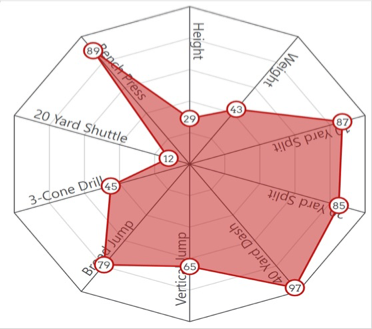 Height
29
Weight
43
Yard Split
87
Yard Split
85
40 Yard Dash
97
Vertical Jump
65
Broad Jump
79
3-Cone Drill
45
20 Yard Shuttle
12
Bench Press
89